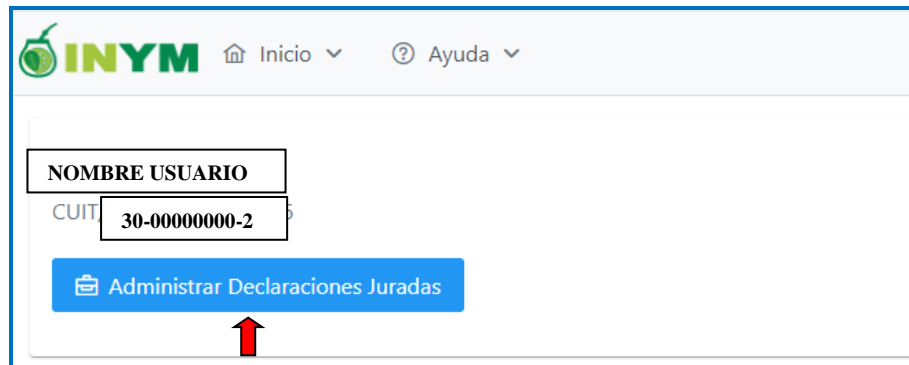 INYM Inicio Ayuda
NOMBRE USUARIO
CUIT,
30-00000000-2
Administrar Declaraciones Juradas